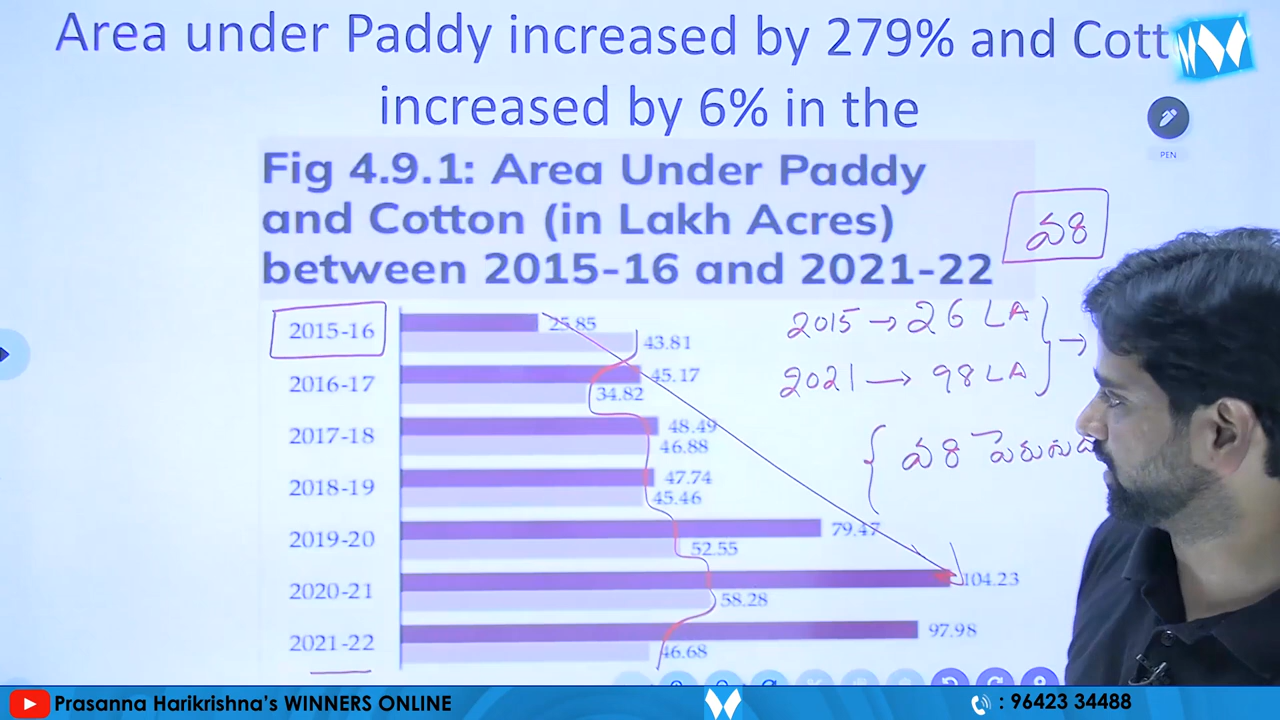 Area under Paddy increased by 279% and Cott
increased by 6% in the
PEN
Fig 4.9.1: Area Under Paddy
and Cotton (in Lakh Acres)
between 2015-16 and 2021-22
వరి
2015-16
25.85
43.81
2015 → 26 LA
2016-17
45.17
34.82
2021 → 98 LA
2017-18
48.49
46.88
వరి
2018-19
47.74
45.46
2019-20
79.47
52.55
2020-21
104.23
58.28
2021-22
97.98
46.68
Prasanna Harikrishna's WINNERS ONLINE
: 96423 34488